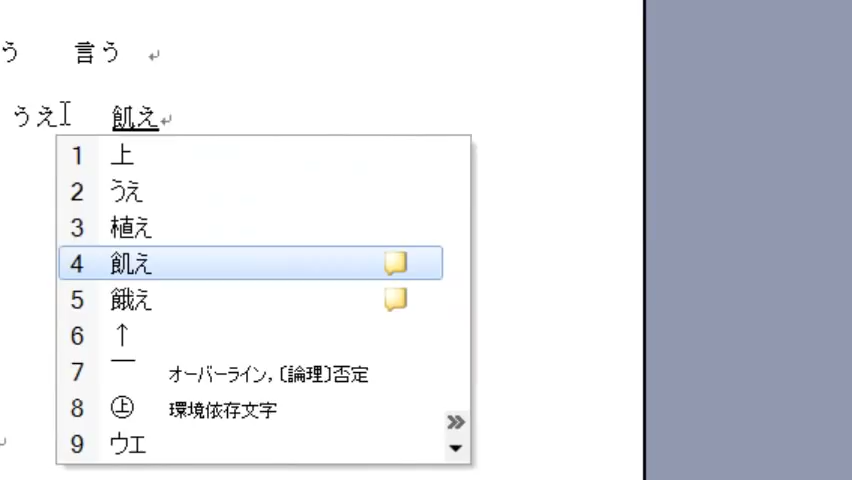 う　言う
うえ　飢え
1 上
2 うえ
3 植え
4 飢え
5 餓え
6 ↑
7 ￣ オーバーライン,〔論理〕否定
8 ㊤ 環境依存文字
9 ウエ